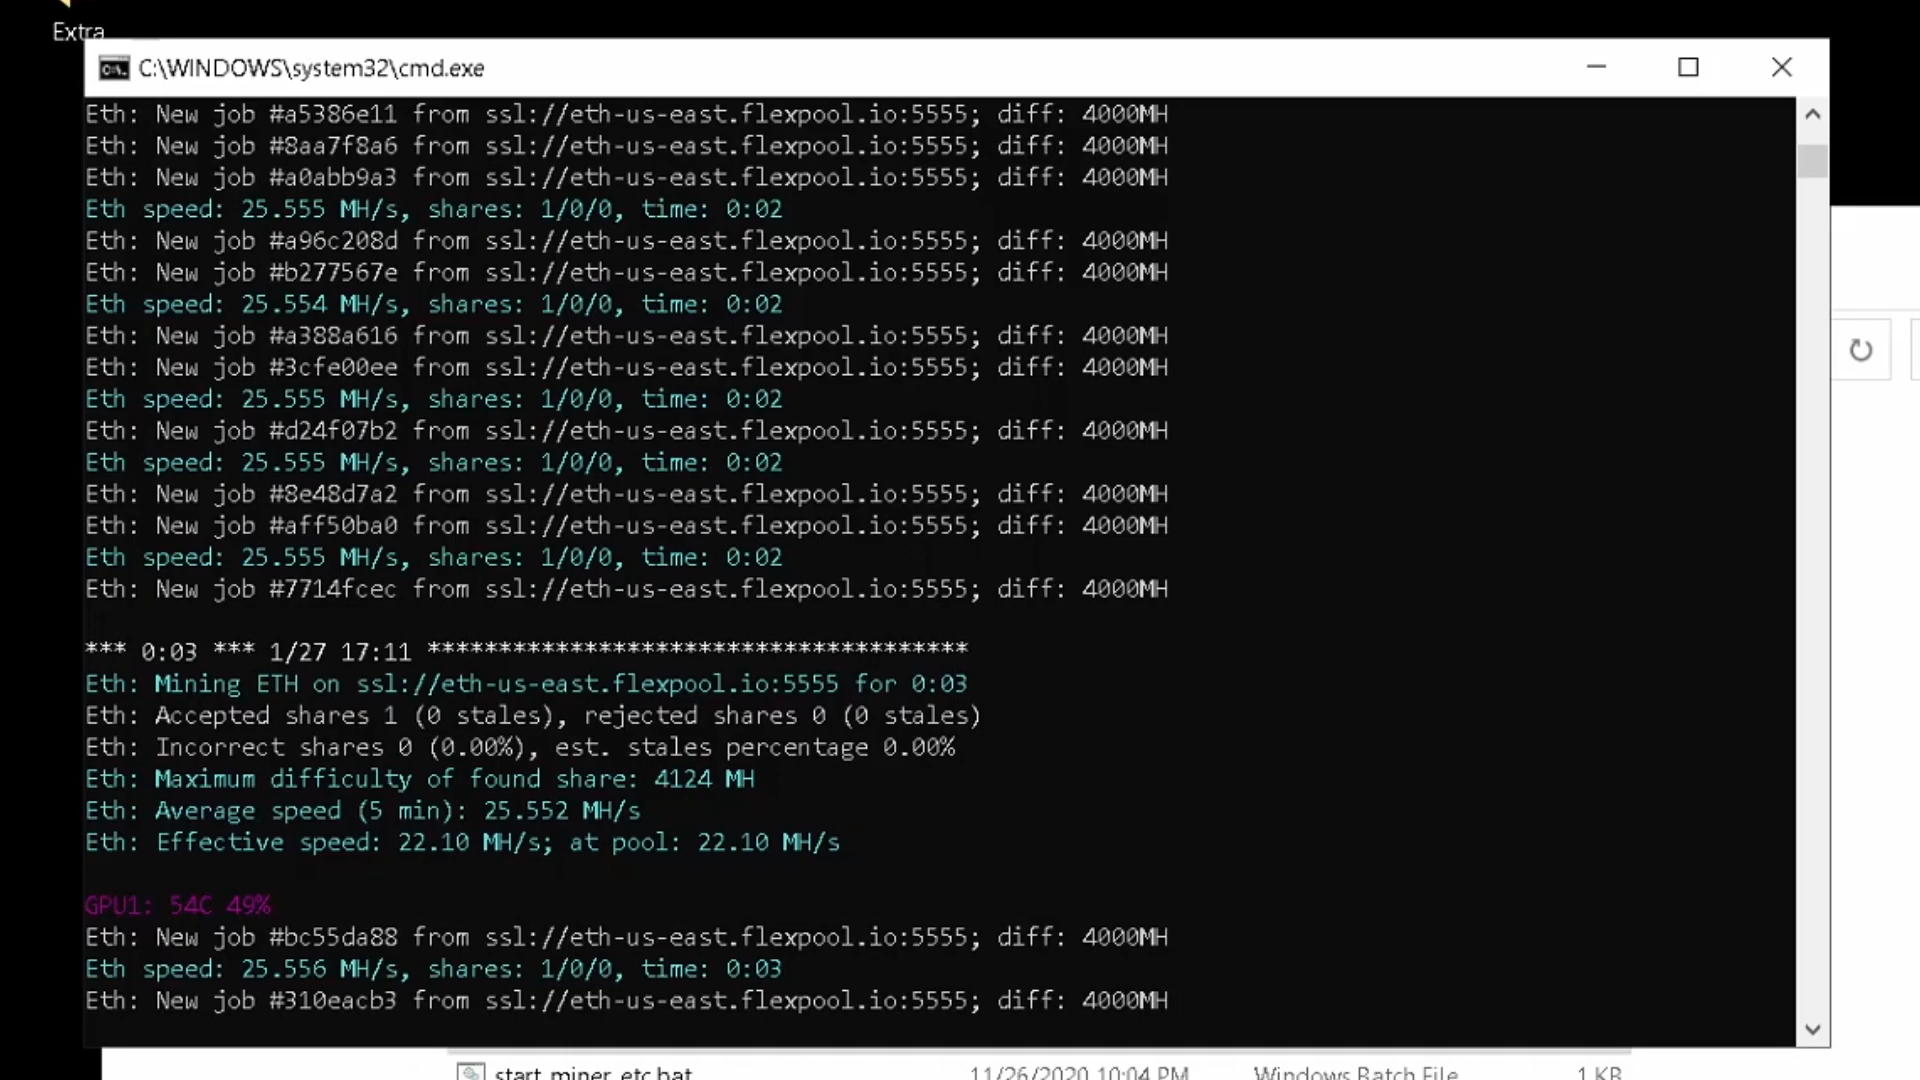 Extra
C:\WINDOWS\system32\cmd.exe
Eth: New job #a5386e11 from ssl://eth-us-east.flexpool.io:5555; diff: 4000MH
Eth: New job #8aa7f8a6 from ssl://eth-us-east.flexpool.io:5555; diff: 4000MH
Eth: New job #a0abb9a3 from ssl://eth-us-east.flexpool.io:5555; diff: 4000MH
Eth speed: 25.555 MH/s, shares: 1/0/0, time: 0:02
Eth: New job #a96c208d from ssl://eth-us-east.flexpool.io:5555; diff: 4000MH
Eth: New job #b277567e from ssl://eth-us-east.flexpool.io:5555; diff: 4000MH
Eth speed: 25.554 MH/s, shares: 1/0/0, time: 0:02
Eth: New job #a388a616 from ssl://eth-us-east.flexpool.io:5555; diff: 4000MH
Eth: New job #3cfe00ee from ssl://eth-us-east.flexpool.io:5555; diff: 4000MH
Eth speed: 25.555 MH/s, shares: 1/0/0, time: 0:02
Eth: New job #d24f07b2 from ssl://eth-us-east.flexpool.io:5555; diff: 4000MH
Eth speed: 25.555 MH/s, shares: 1/0/0, time: 0:02
Eth: New job #8e48d7a2 from ssl://eth-us-east.flexpool.io:5555; diff: 4000MH
Eth: New job #aff50ba0 from ssl://eth-us-east.flexpool.io:5555; diff: 4000MH
Eth speed: 25.555 MH/s, shares: 1/0/0, time: 0:02
Eth: New job #7714fcec from ssl://eth-us-east.flexpool.io:5555; diff: 4000MH
*** 0:03 *** 1/27 17:11 **************************************
Eth: Mining ETH on ssl://eth-us-east.flexpool.io:5555 for 0:03
Eth: Accepted shares 1 (0 stales), rejected shares 0 (0 stales)
Eth: Incorrect shares 0 (0.00%), est. stales percentage 0.00%
Eth: Maximum difficulty of found share: 4124 MH
Eth: Average speed (5 min): 25.552 MH/s
Eth: Effective speed: 22.10 MH/s; at pool: 22.10 MH/s
GPU1: 54C 49%
Eth: New job #bc55da88 from ssl://eth-us-east.flexpool.io:5555; diff: 4000MH
Eth speed: 25.556 MH/s, shares: 1/0/0, time: 0:03
Eth: New job #310eacb3 from ssl://eth-us-east.flexpool.io:5555; diff: 4000MH
start_miner_etc.bat 11/26/2020 10:04 PM Windows Batch File 1 KB